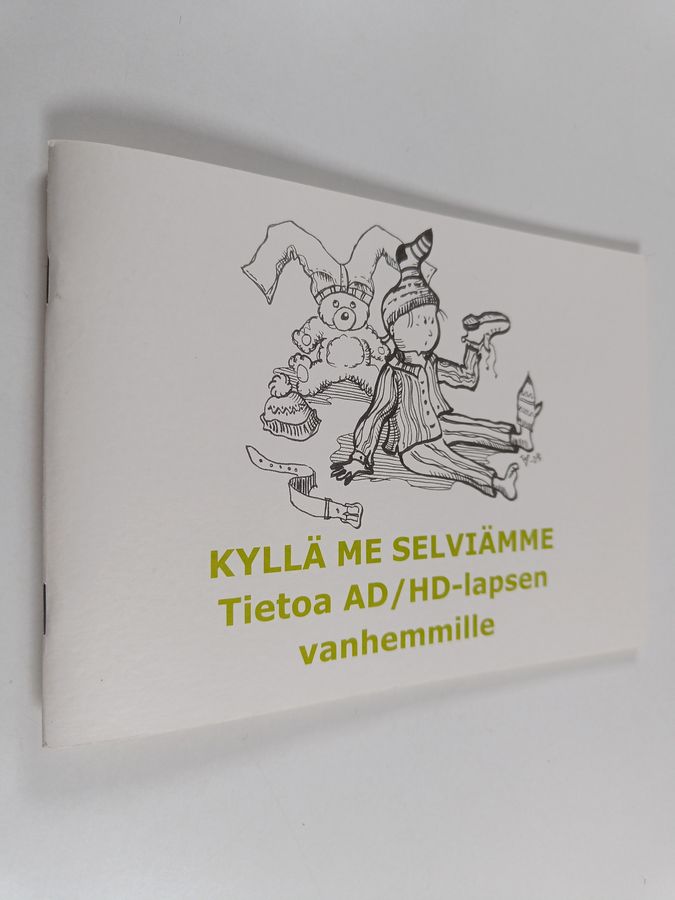 KYLLÄ ME SELVIÄMME
Tietoa AD/HD-lapsen
vanhemmille